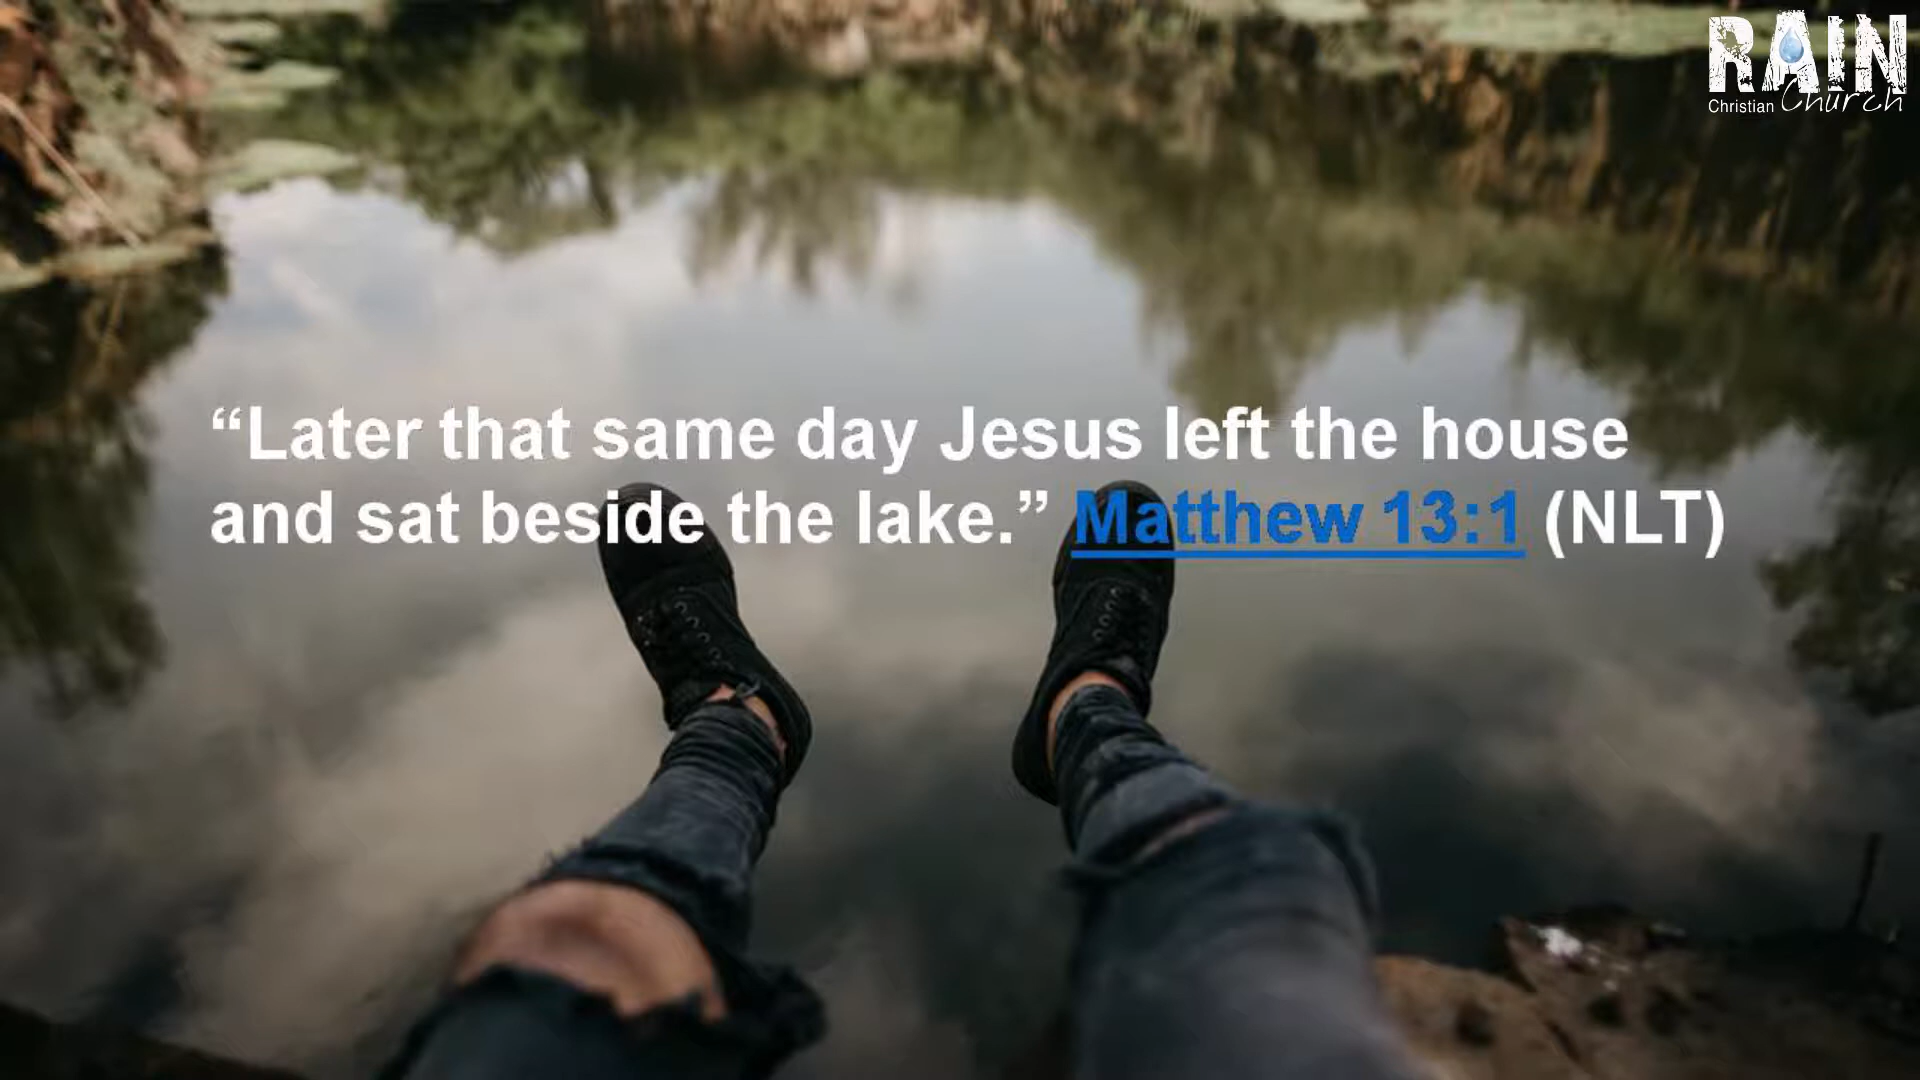 RAIN
Christian Church
“Later that same day Jesus left the house
and sat beside the lake.” Matthew 13:1 (NLT)